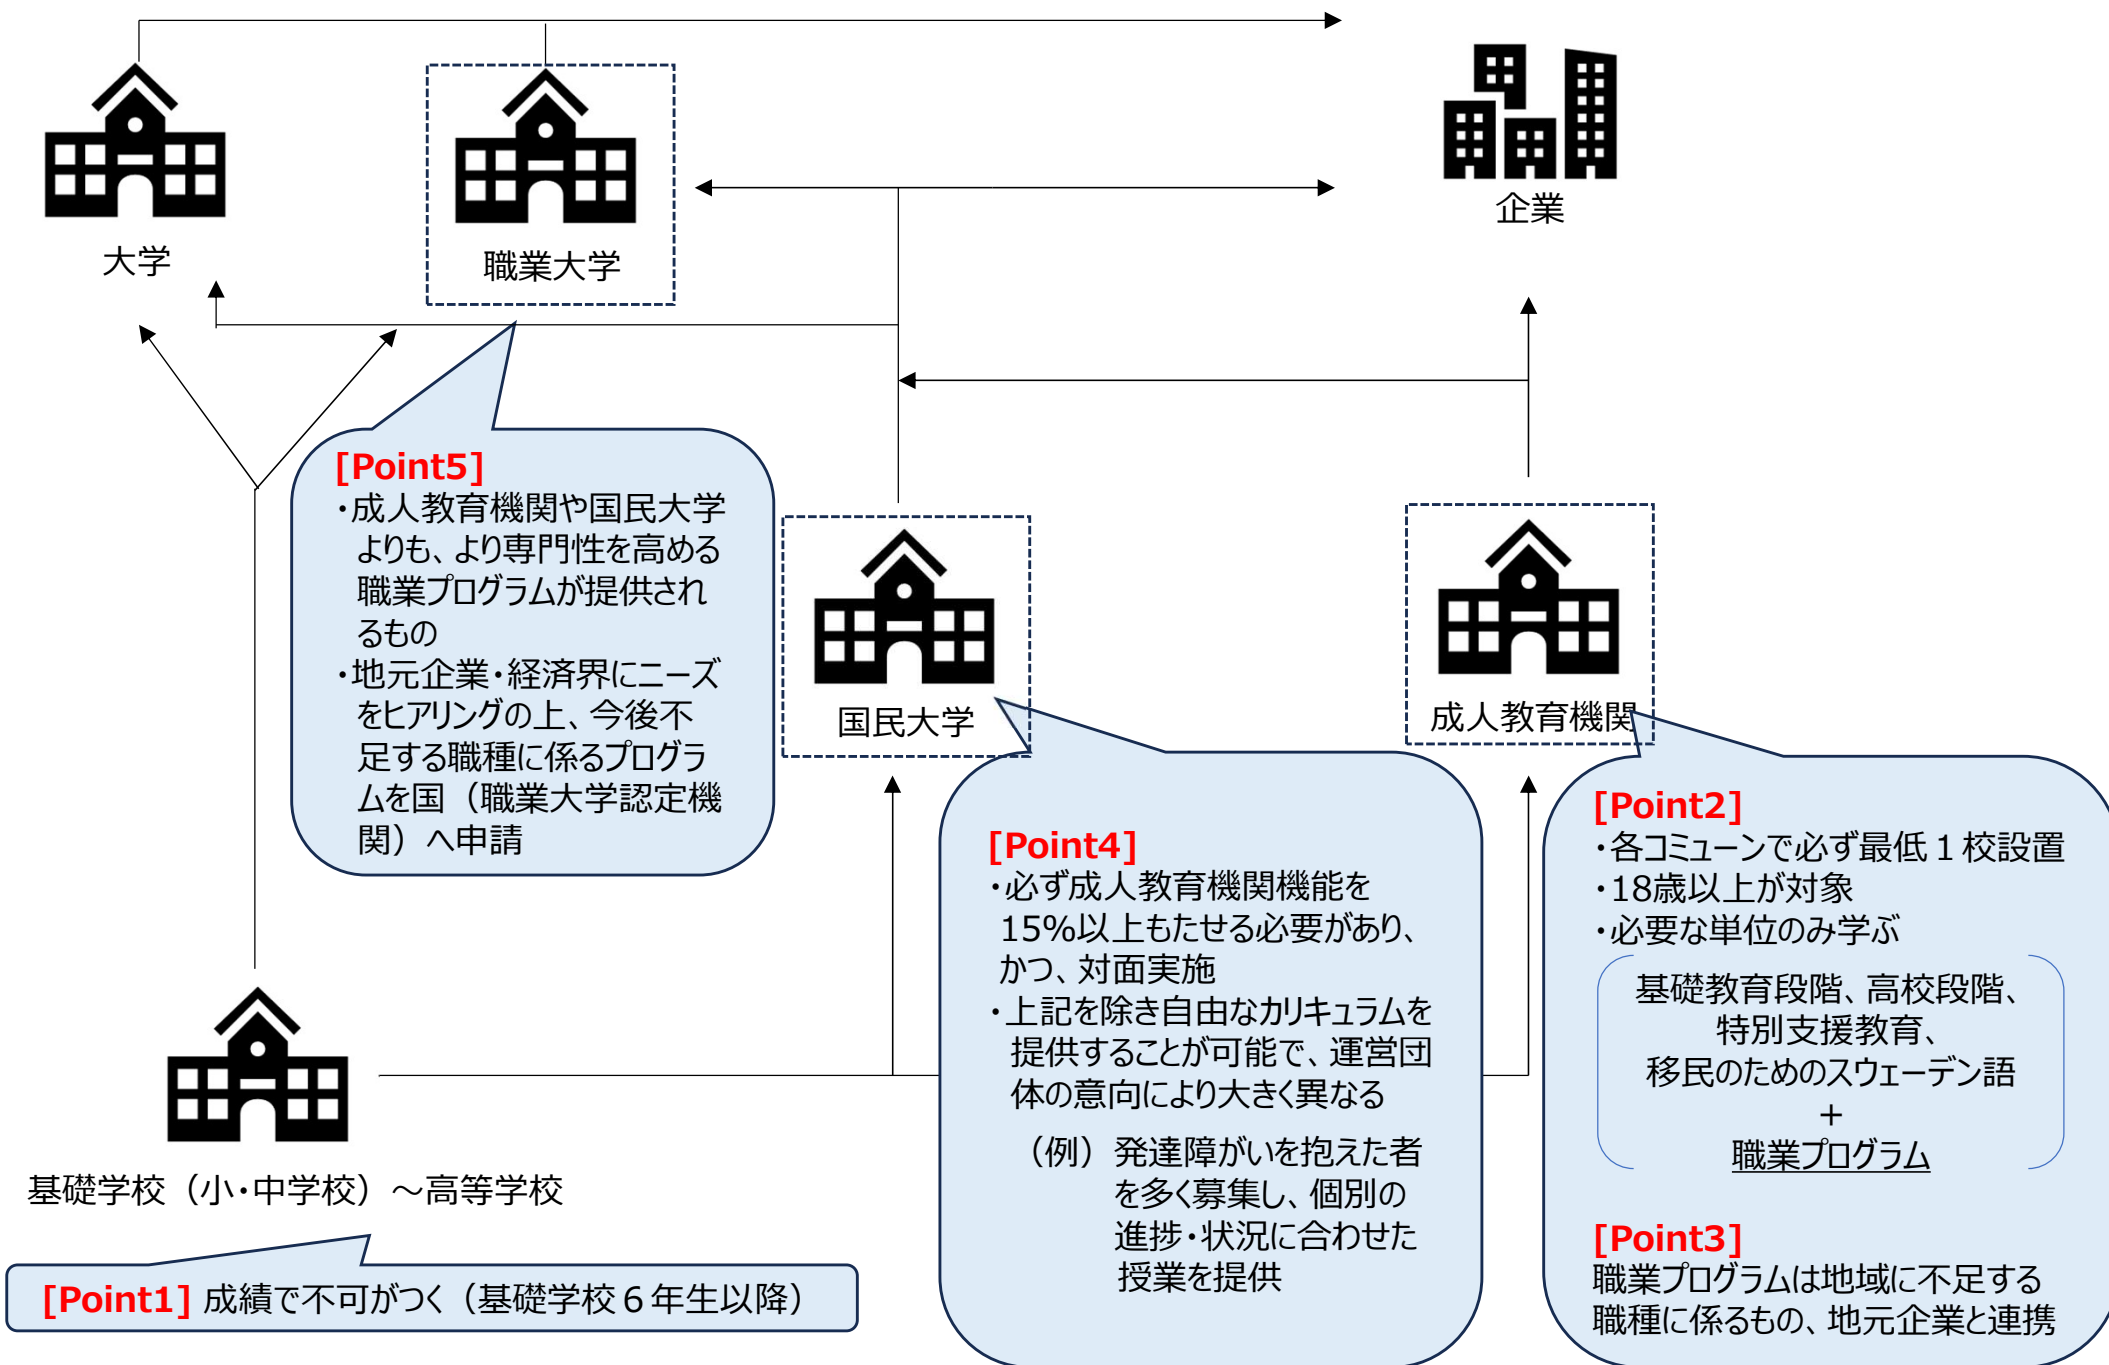 企業
大学
職業大学
[Point5]
・成人教育機関や国民大学
よりも、より専門性を高める
職業プログラムが提供され
るもの
・地元企業・経済界にニーズ
をヒアリングの上、今後不
足する職種に係るプログラ
ムを国（職業大学認定機
関）へ申請
国民大学
成人教育機関
[Point4]
・必ず成人教育機関機能を
15%以上もたせる必要があり、
かつ、対面実施
・上記を除き自由なカリキュラムを
提供することが可能で、運営団
体の意向により大きく異なる
（例）発達障がいを抱えた者
を多く募集し、個別の
進捗・状況に合わせた
授業を提供
[Point2]
・各コミューンで必ず最低１校設置
・18歳以上が対象
・必要な単位のみ学ぶ
基礎教育段階、高校段階、
特別支援教育、
移民のためのスウェーデン語
＋
職業プログラム
[Point3]
職業プログラムは地域に不足する
職種に係るもの、地元企業と連携
基礎学校（小・中学校）～高等学校
[Point1] 成績で不可がつく（基礎学校６年生以降）